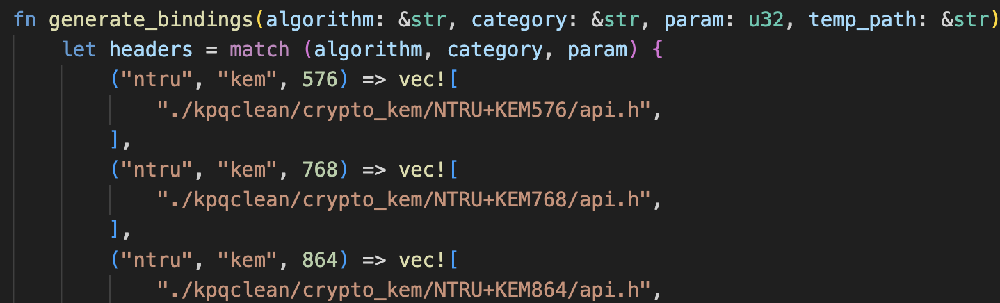 fn generate_bindings(algorithm: &str, category: &str, param: u32, temp_path: &str)
    let headers = match (algorithm, category, param) {
        ("ntru", "kem", 576) => vec![
            "./kpqclean/crypto_kem/NTRU+KEM576/api.h",
        ],
        ("ntru", "kem", 768) => vec![
            "./kpqclean/crypto_kem/NTRU+KEM768/api.h",
        ],
        ("ntru", "kem", 864) => vec![
            "./kpqclean/crypto_kem/NTRU+KEM864/api.h",